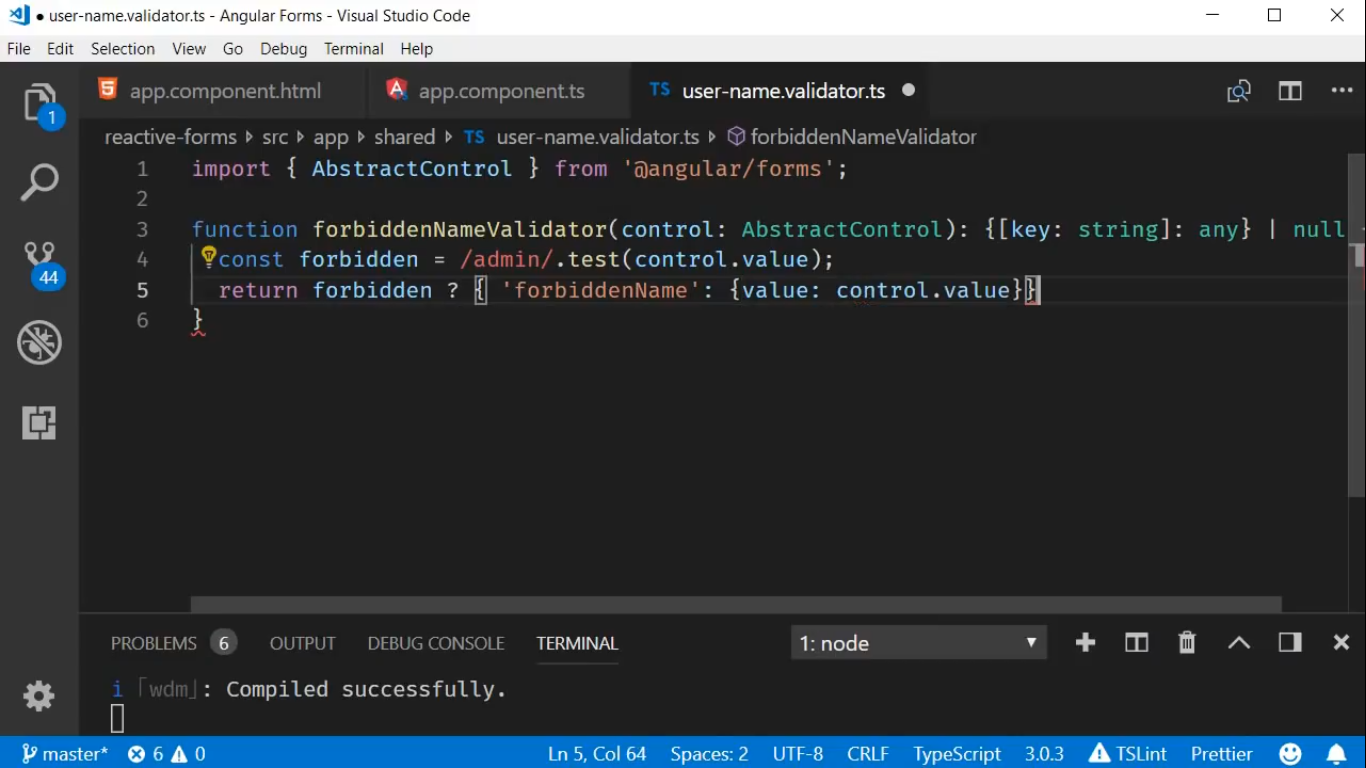 ● user-name.validator.ts - Angular Forms - Visual Studio Code
File Edit Selection View Go Debug Terminal Help
app.component.html app.component.ts TS user-name.validator.ts ●
reactive-forms ▸ src ▸ app ▸ shared ▸ TS user-name.validator.ts ▸ forbiddenNameValidator
1 import { AbstractControl } from '@angular/forms';
2
3 function forbiddenNameValidator(control: AbstractControl): {[key: string]: any} | null
4 const forbidden = /admin/.test(control.value);
5 return forbidden ? { 'forbiddenName': {value: control.value}}
6 }
1
44
PROBLEMS 6 OUTPUT DEBUG CONSOLE TERMINAL 1: node
i ｢wdm｣: Compiled successfully.
master* 6 0 Ln 5, Col 64 Spaces: 2 UTF-8 CRLF TypeScript 3.0.3 TSLint Prettier